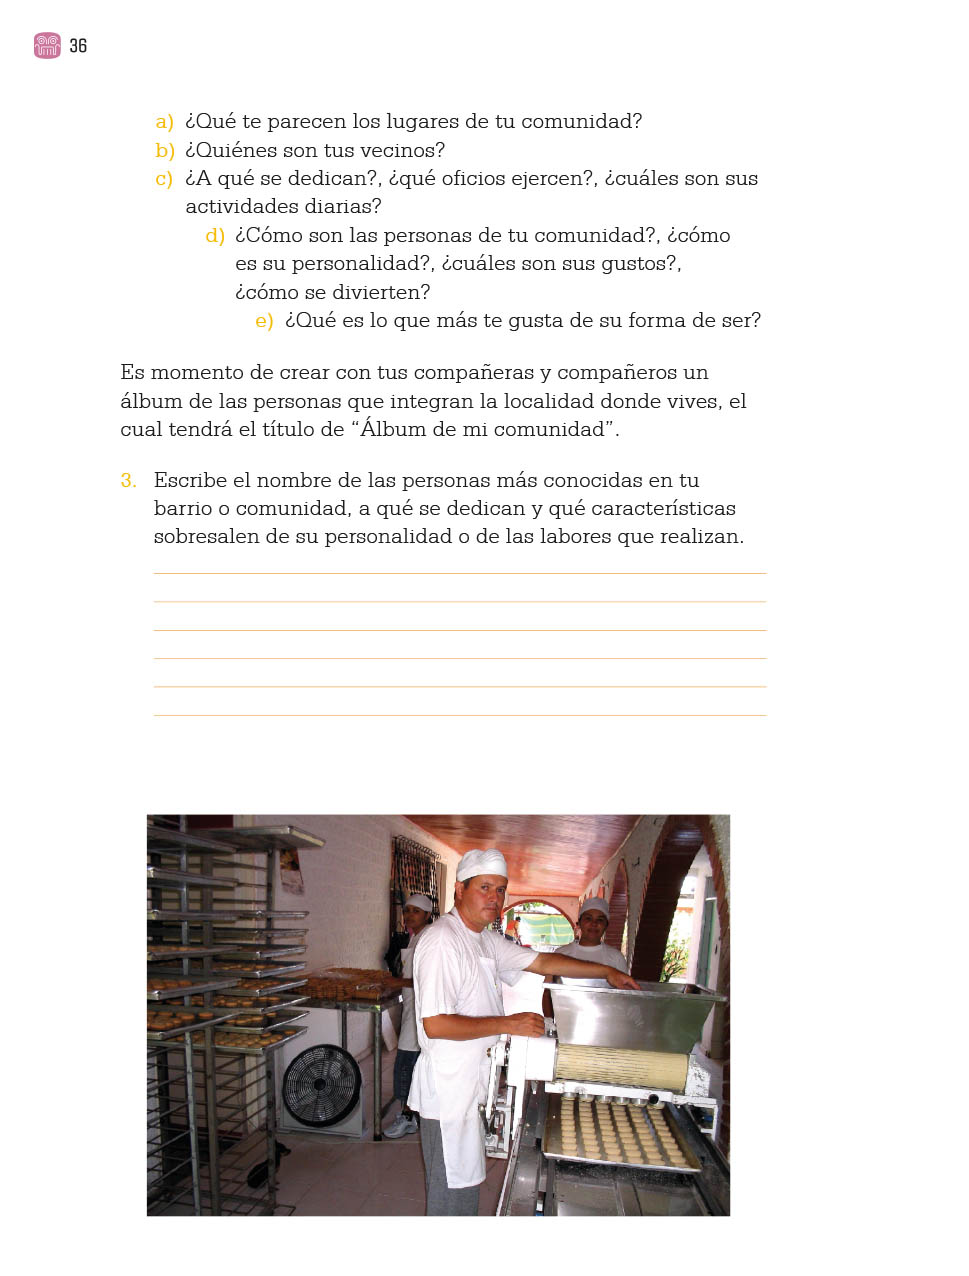 36
a) ¿Qué te parecen los lugares de tu comunidad?
b) ¿Quiénes son tus vecinos?
c) ¿A qué se dedican?, ¿qué oficios ejercen?, ¿cuáles son sus
actividades diarias?
d) ¿Cómo son las personas de tu comunidad?, ¿cómo
es su personalidad?, ¿cuáles son sus gustos?,
¿cómo se divierten?
e) ¿Qué es lo que más te gusta de su forma de ser?
Es momento de crear con tus compañeras y compañeros un
álbum de las personas que integran la localidad donde vives, el
cual tendrá el título de “Álbum de mi comunidad”.
3. Escribe el nombre de las personas más conocidas en tu
barrio o comunidad, a qué se dedican y qué características
sobresalen de su personalidad o de las labores que realizan.